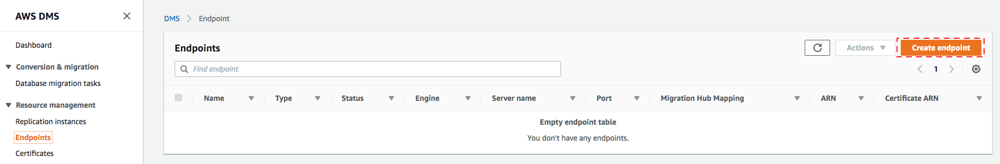 AWS DMS
Dashboard
Conversion & migration
Database migration tasks
Resource management
Replication instances
Endpoints
Certificates
DMS Endpoint
Endpoints
Actions
Create endpoint
Find endpoint
1
Name Type Status Engine Server name Port Migration Hub Mapping ARN Certificate ARN
Empty endpoint table
You don't have any endpoints.